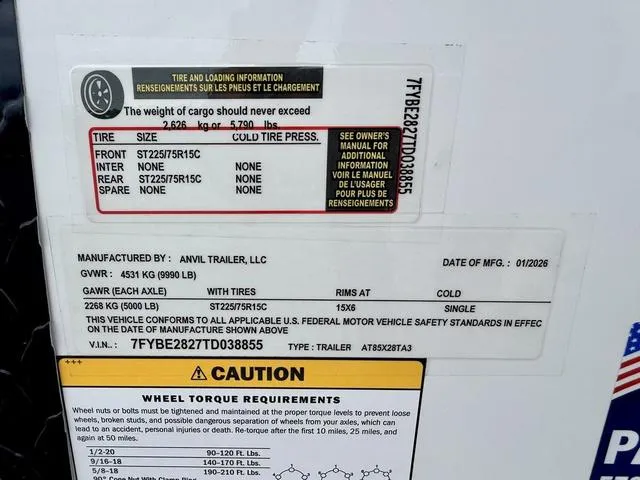 TIRE AND LOADING INFORMATION
RENSEIGNEMENTS SUR LES PNEUS ET LE CHARGEMENT
The weight of cargo should never exceed
2,626 kg or 5,790 lbs.
TIRE SIZE COLD TIRE PRESS.
FRONT ST225/75R15C
INTER NONE NONE
REAR ST225/75R15C NONE
SPARE NONE NONE
SEE OWNER'S
MANUAL FOR
ADDITIONAL
INFORMATION
VOIR LE MANUEL
DE L'USAGER
POUR PLUS DE
RENSEIGNEMENTS
7FYBE2827TD038855
MANUFACTURED BY: ANVIL TRAILER, LLC
DATE OF MFG.: 01/2026
GVWR: 4531 KG (9990 LB)
GAWR (EACH AXLE) WITH TIRES RIMS AT COLD
2268 KG (5000 LB) ST225/75R15C 15X6 SINGLE
THIS VEHICLE CONFORMS TO ALL APPLICABLE U.S. FEDERAL MOTOR VEHICLE SAFETY STANDARDS IN EFFEC
ON THE DATE OF MANUFACTURE SHOWN ABOVE
V.I.N..: 7FYBE2827TD038855 TYPE: TRAILER AT85X28TA3
+++
CAUTION
WHEEL TORQUE REQUIREMENTS
Wheel nuts or bolts must be tightened and maintained at the proper torque levels to prevent loose
wheels, broken studs, and possible dangerous separation of wheels from your axles, which can
lead to an accident, personal injuries or death. Re-torque after the first 10 miles, 25 miles, and
again at 50 miles.
1/2-20 90-120 Ft. Lbs.
9/16-18 140-170 Ft. Lbs.
5/8-18 190-210 Ft. Lbs.
90° Cone Nut With Clamp Ring